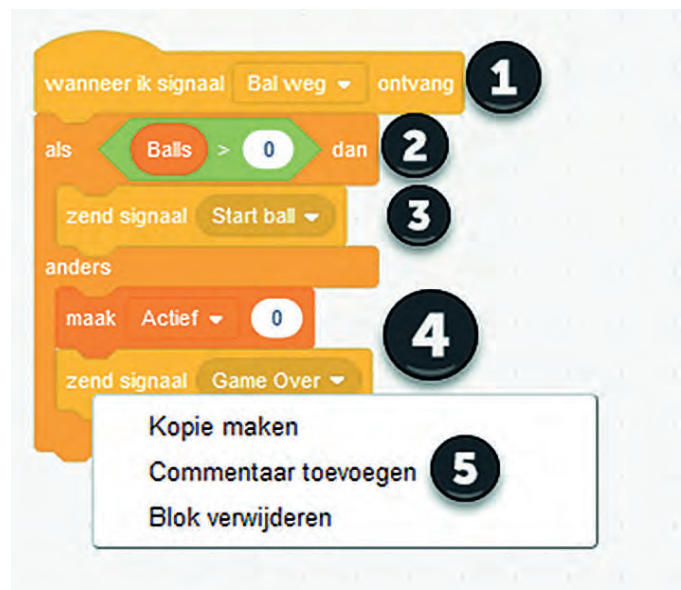 wanneer ik signaal Bal weg ontvang 1
als Balls > 0 dan 2
zend signaal Start ball 3
anders
maak Actief 0
4
zend signaal Game Over
Kopie maken
Commentaar toevoegen 5
Blok verwijderen